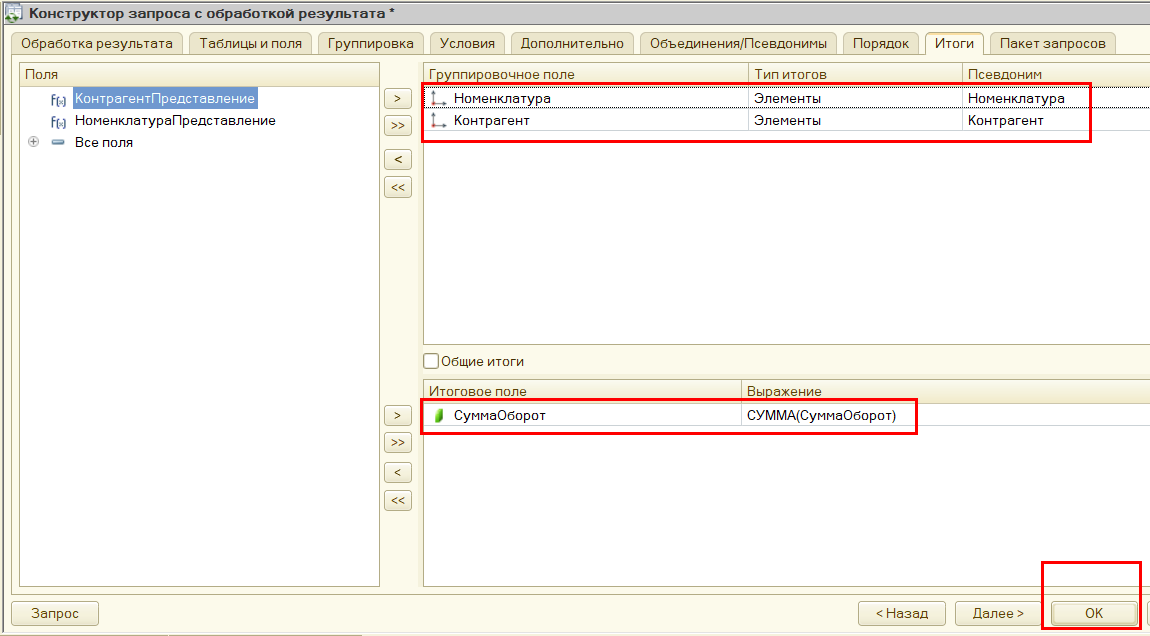 Конструктор запроса с обработкой результата *
Обработка результата Таблицы и поля Группировка Условия Дополнительно Объединения/Псевдонимы Порядок Итоги Пакет запросов
Поля
КонтрагентПредставление
НоменклатураПредставление
Все поля
>
>>
<
<<
Группировочное поле Тип итогов Псевдоним
Номенклатура Элементы Номенклатура
Контрагент Элементы Контрагент
Общие итоги
Итоговое поле Выражение
СуммаОборот СУММА(СуммаОборот)
>
>>
<
<<
Запрос < Назад Далее > ОК